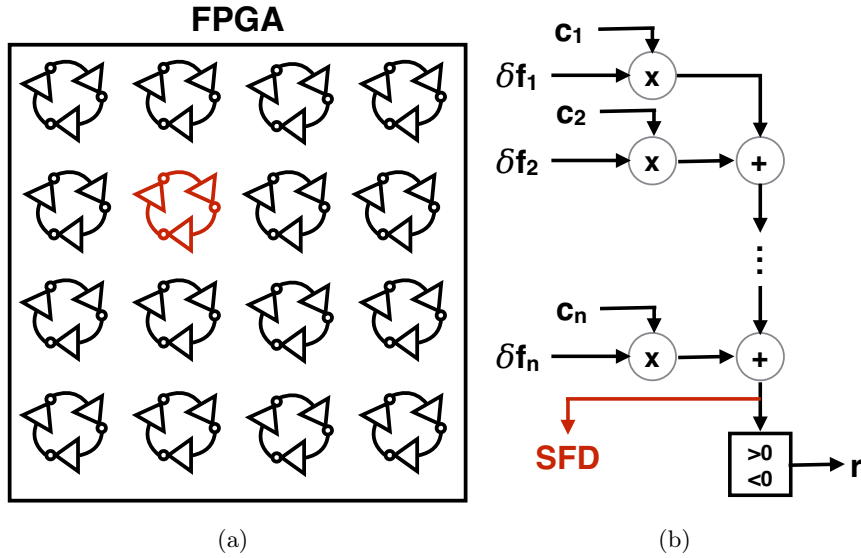 FPGA
c₁
δf₁
x
c₂
δf₂
x
+
⋮
cₙ
δfₙ
x
+
SFD
>0
<0
r
(a)
(b)